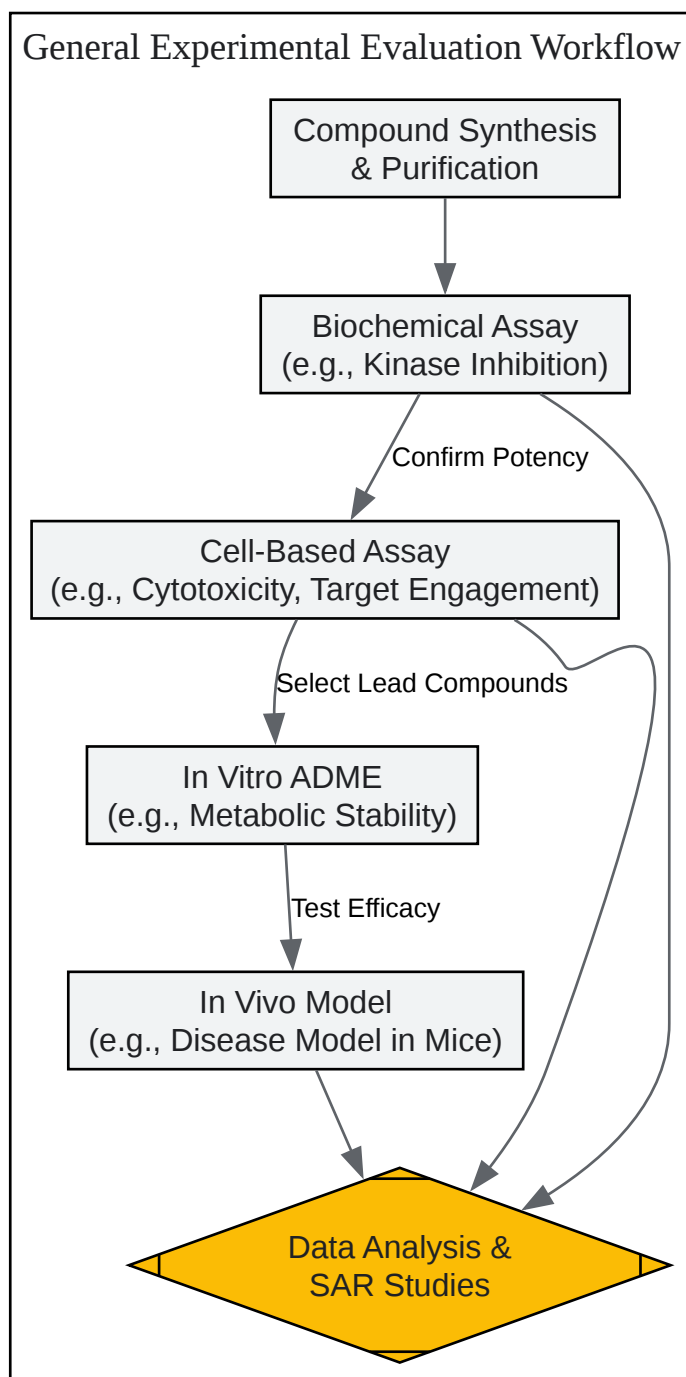 General Experimental Evaluation Workflow
Compound Synthesis
& Purification
Biochemical Assay
(e.g., Kinase Inhibition)
Confirm Potency
Cell-Based Assay
(e.g., Cytotoxicity, Target Engagement)
Select Lead Compounds
In Vitro ADME
(e.g., Metabolic Stability)
Test Efficacy
In Vivo Model
(e.g., Disease Model in Mice)
Data Analysis &
SAR Studies